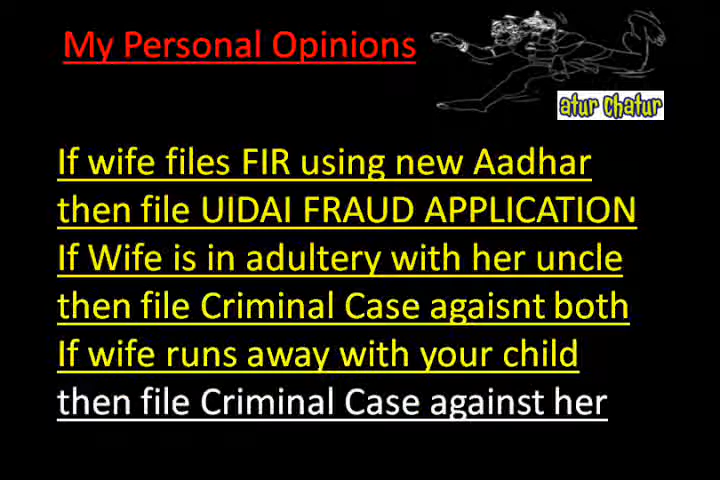 My Personal Opinions
atur chatur
If wife files FIR using new Aadhar
then file UIDAI FRAUD APPLICATION
If Wife is in adultery with her uncle
then file Criminal Case agaisnt both
If wife runs away with your child
then file Criminal Case against her